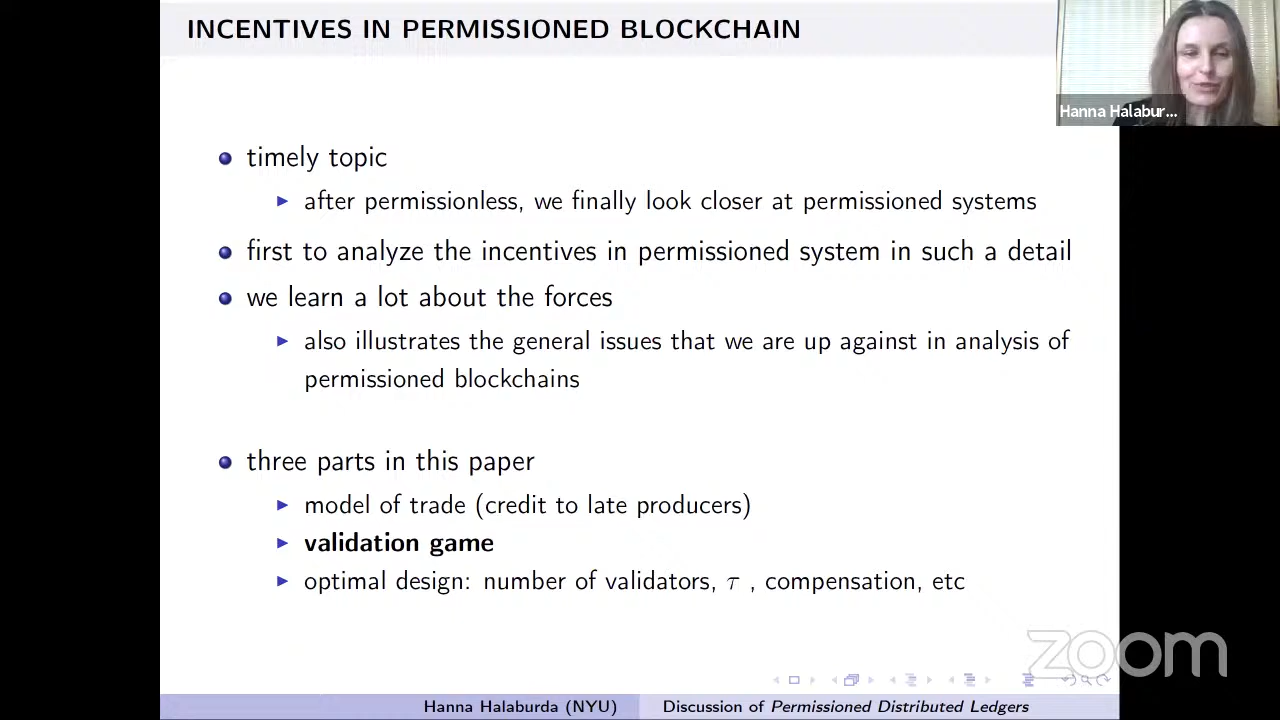 INCENTIVES IN PERMISSIONED BLOCKCHAIN
Hanna Halabur...
timely topic
after permissionless, we finally look closer at permissioned systems
first to analyze the incentives in permissioned system in such a detail
we learn a lot about the forces
also illustrates the general issues that we are up against in analysis of
permissioned blockchains
three parts in this paper
model of trade (credit to late producers)
validation game
optimal design: number of validators, τ , compensation, etc
zoom
Hanna Halaburda (NYU)
Discussion of Permissioned Distributed Ledgers